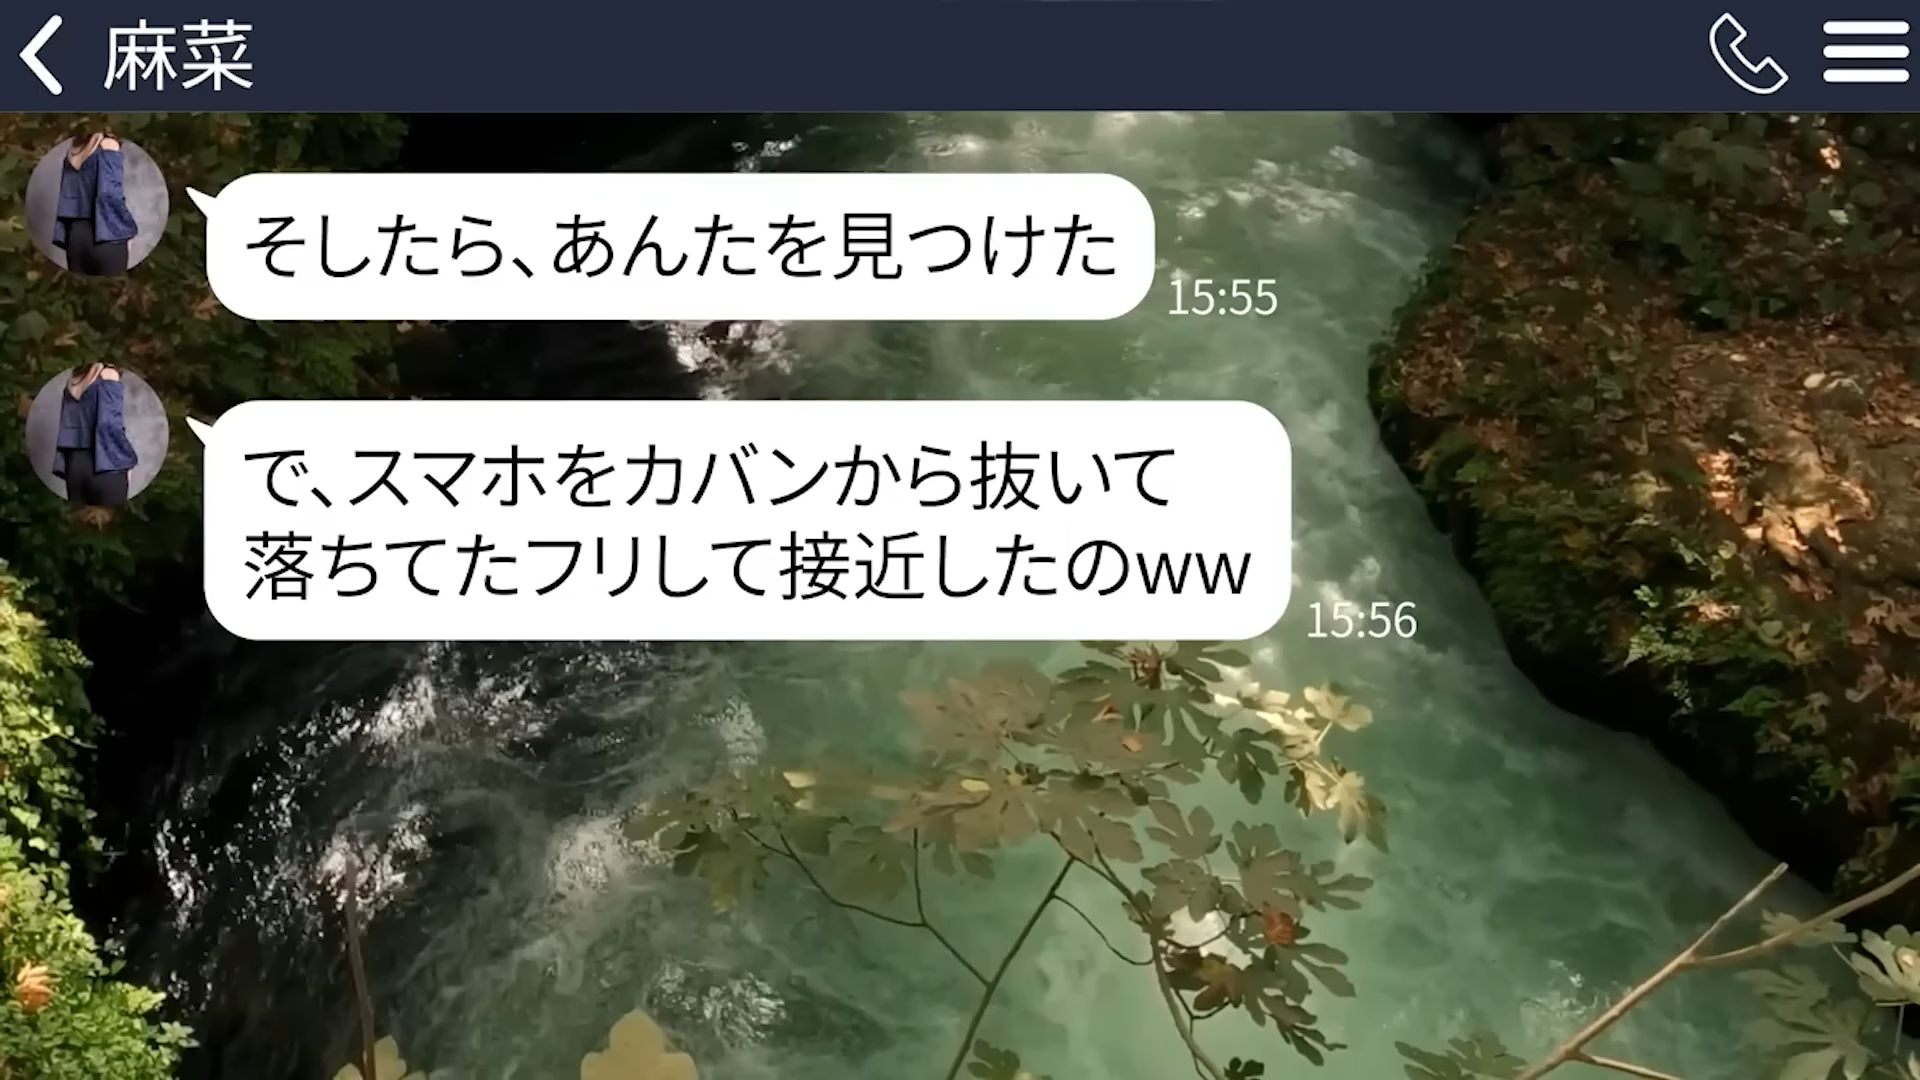 麻菜
そしたら、あんたを見つけた
15:55
で、スマホをカバンから抜いて
落ちてたフリして接近したのww
15:56